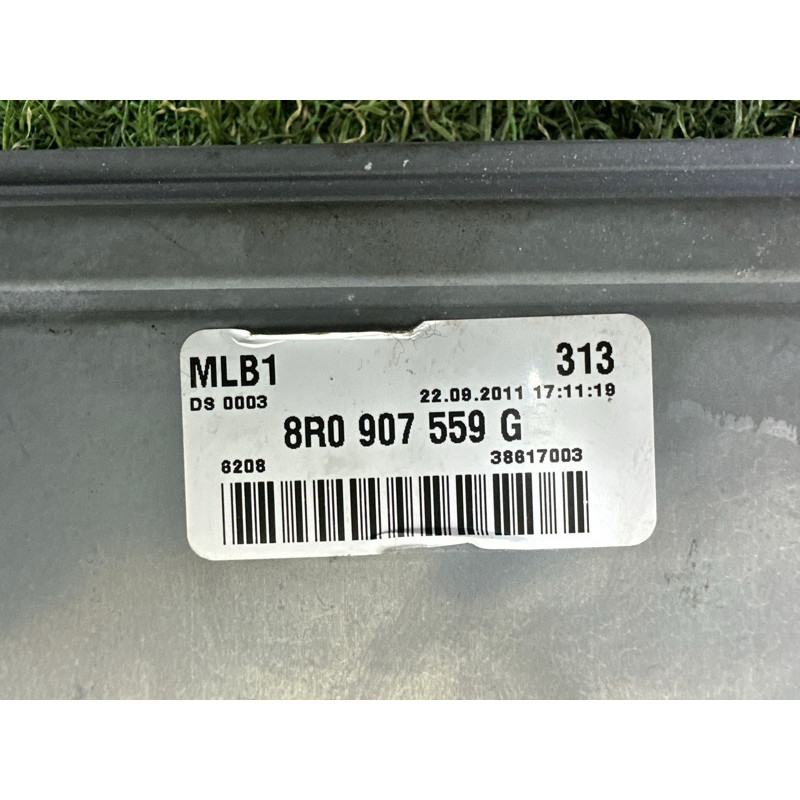 MLB1 313
DS 0003 22.09.2011 17:11:19
8R0 907 559 G
6208 38617003